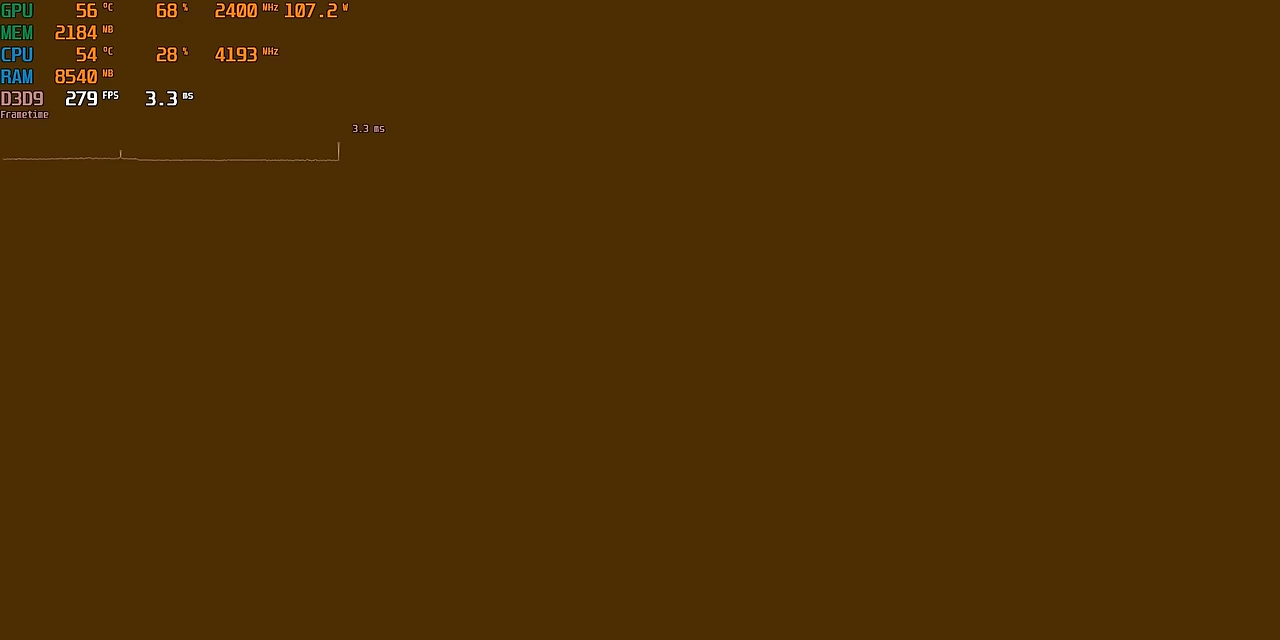 GPU 56 °C 68 % 2400 MHz 107.2 W
MEM 2184 MB
CPU 54 °C 28 % 4193 MHz
RAM 8540 MB
D3D9 279 FPS 3.3 ms
Frametime
3.3 ms